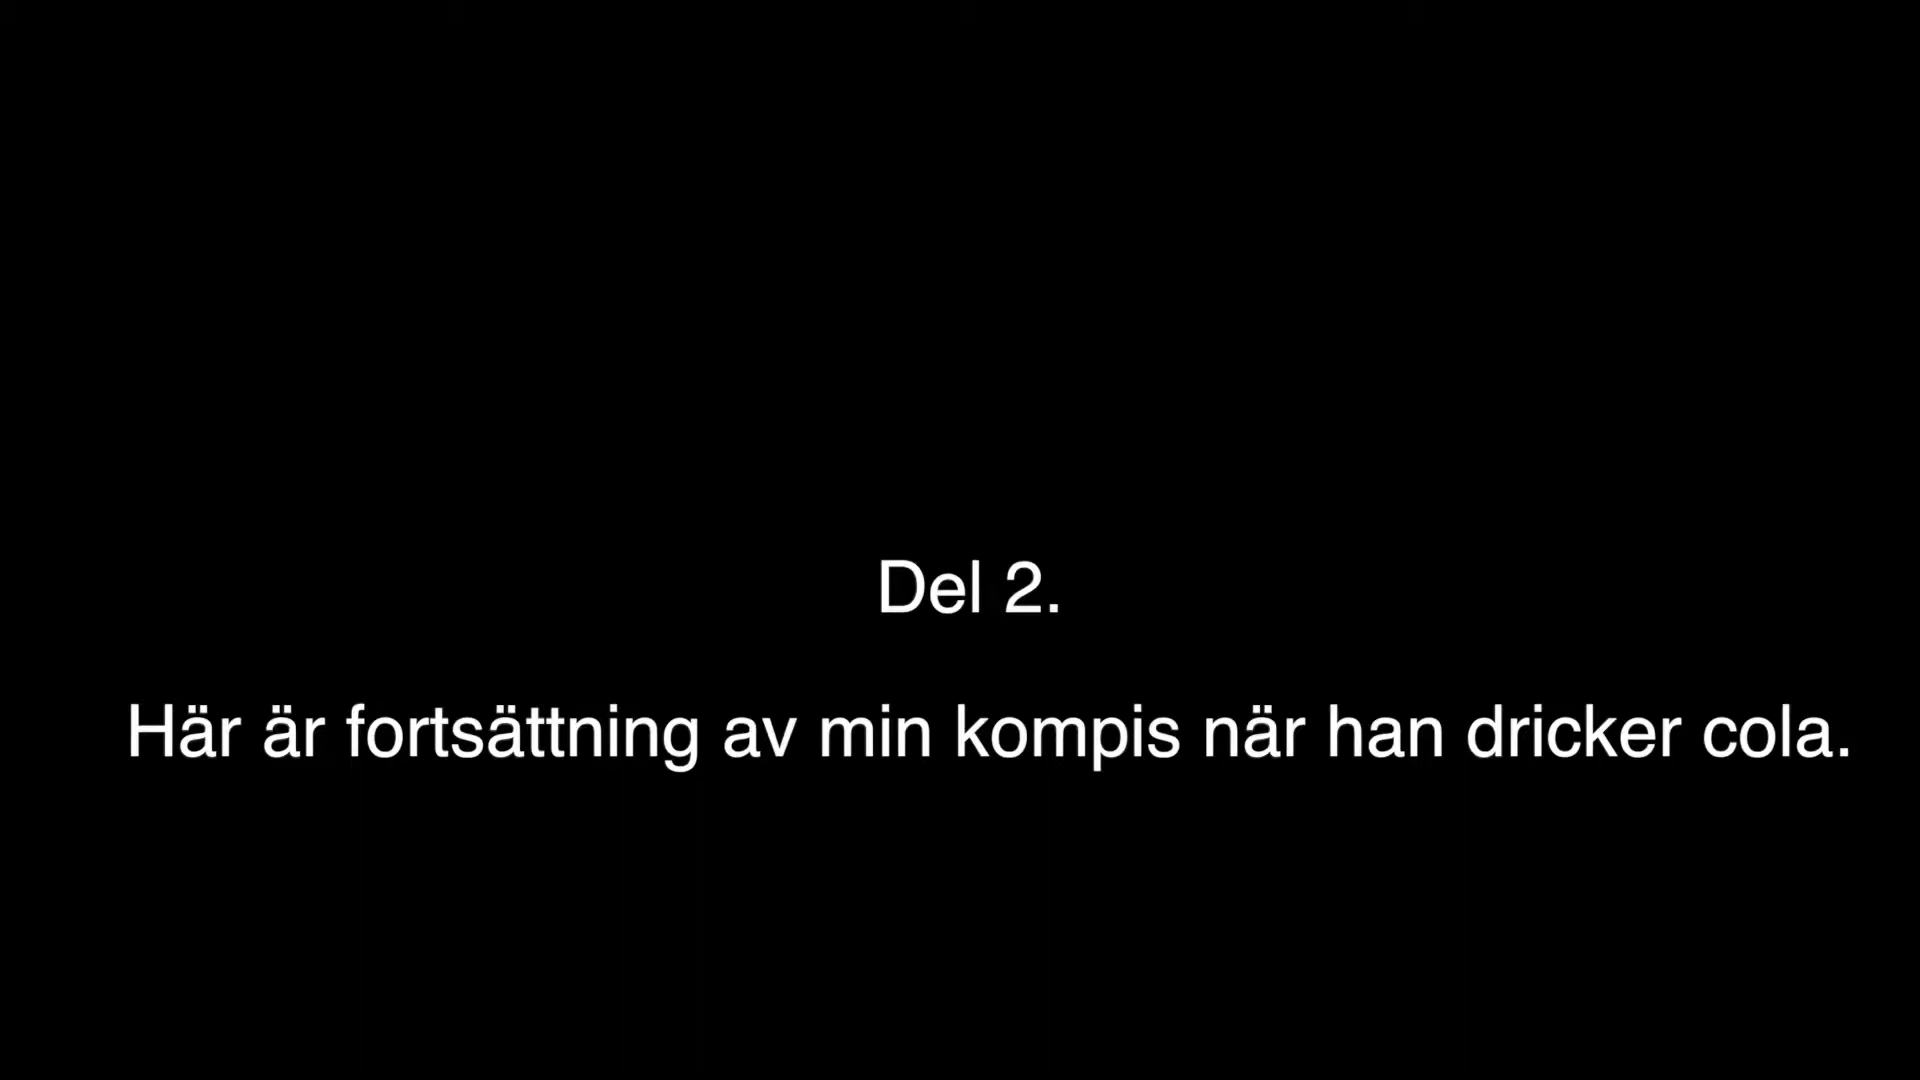 Del 2.
Här är fortsättning av min kompis när han dricker cola.